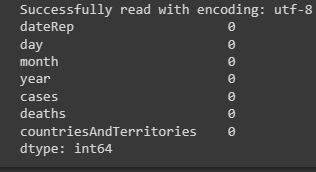 Successfully read with encoding: utf-8
dateRep 0
day 0
month 0
year 0
cases 0
deaths 0
countriesAndTerritories 0
dtype: int64